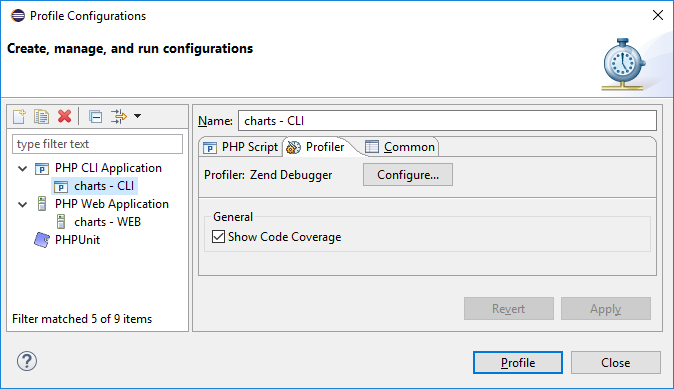 Profile Configurations
Create, manage, and run configurations
type filter text
PHP CLI Application
charts - CLI
PHP Web Application
charts - WEB
PHPUnit
Filter matched 5 of 9 items
Name: charts - CLI
PHP Script Profiler Common
Profiler: Zend Debugger Configure...
General
Show Code Coverage
Revert Apply
Profile Close